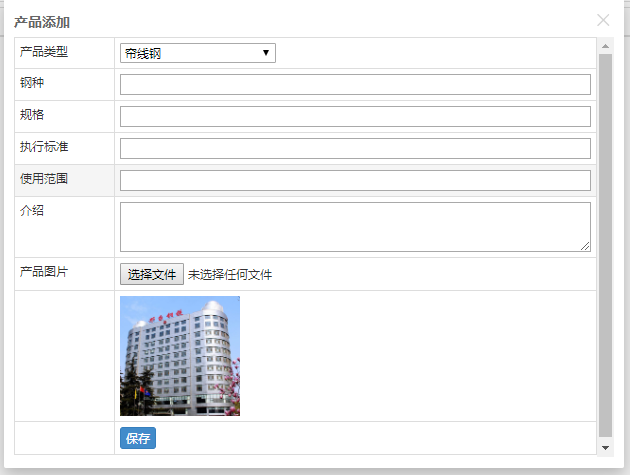 产品添加
产品类型 帘线钢
钢种
规格
执行标准
使用范围
介绍
产品图片 选择文件 未选择任何文件
保存